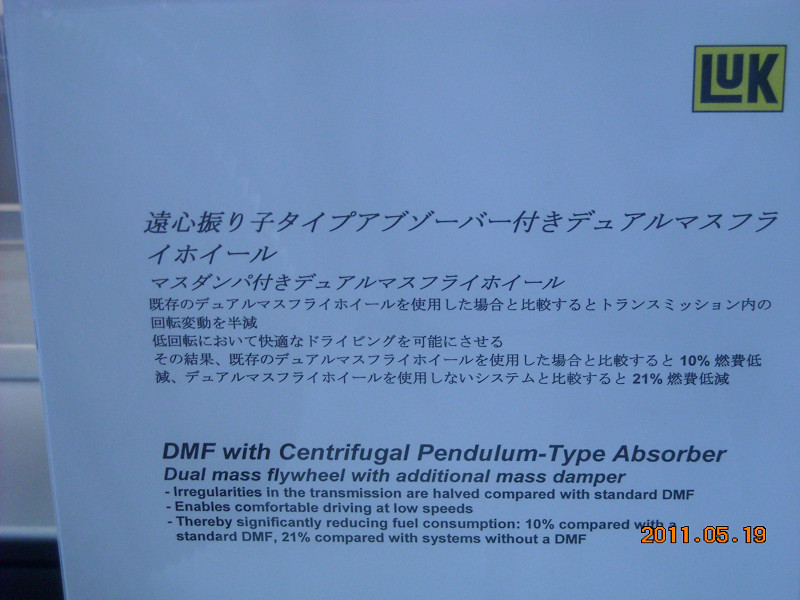 LUK
遠心振り子タイプアブゾーバー付きデュアルマスフラ
イホイール
マスダンパ付きデュアルマスフライホイール
既存のデュアルマスフライホイールを使用した場合と比較するとトランスミッション内の
回転変動を半減
低回転において快適なドライビングを可能にさせる
その結果、既存のデュアルマスフライホイールを使用した場合と比較すると 10% 燃費低
減、デュアルマスフライホイールを使用しないシステムと比較すると 21% 燃費低減
DMF with Centrifugal Pendulum-Type Absorber
Dual mass flywheel with additional mass damper
- Irregularities in the transmission are halved compared with standard DMF
- Enables comfortable driving at low speeds
- Thereby significantly reducing fuel consumption: 10% compared with a
standard DMF, 21% compared with systems without a DMF
2011.05.19